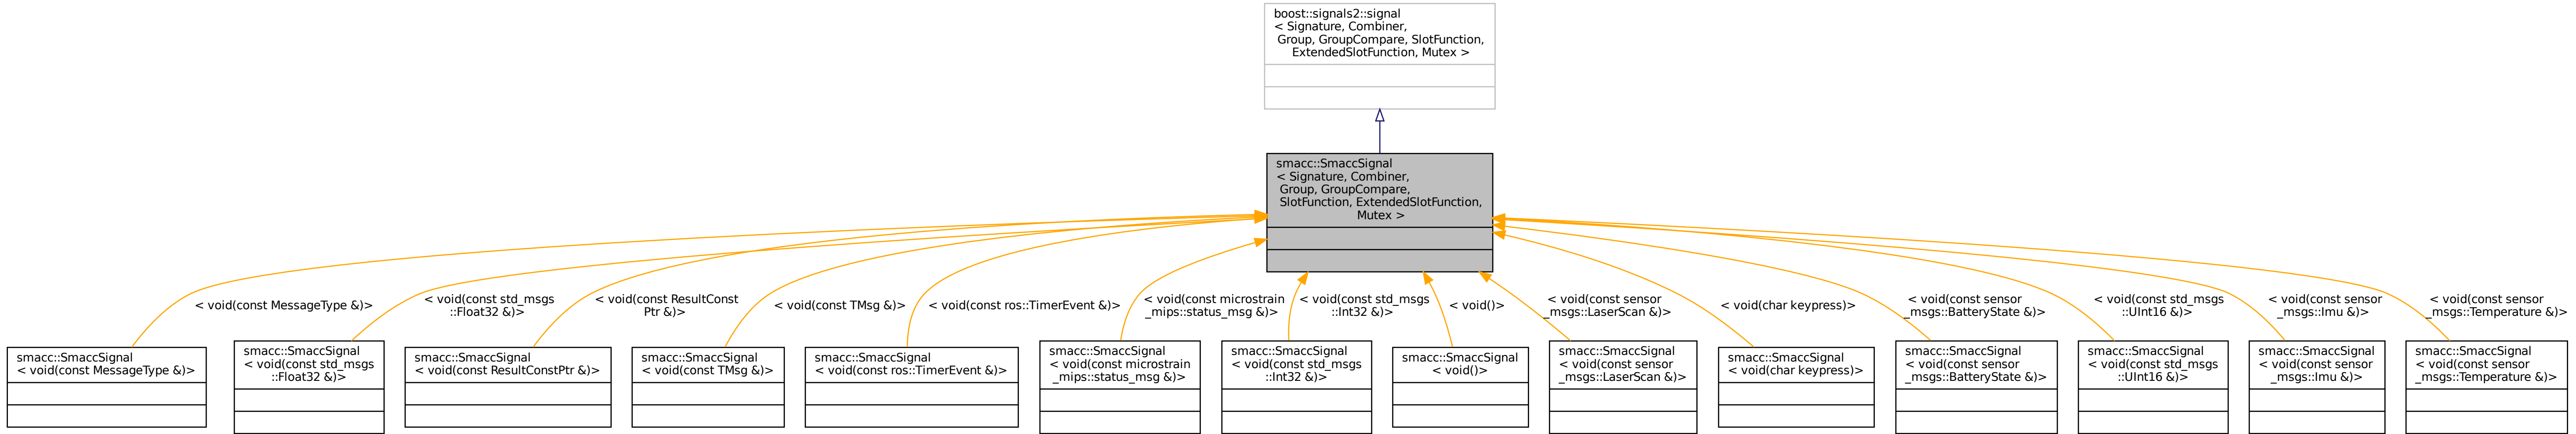 boost::signals2::signal
< Signature, Combiner,
Group, GroupCompare, SlotFunction,
ExtendedSlotFunction, Mutex >
smacc::SmaccSignal
< Signature, Combiner,
Group, GroupCompare,
SlotFunction, ExtendedSlotFunction,
Mutex >
< void(const MessageType &)>
< void(const std_msgs
::Float32 &)>
< void(const ResultConst
Ptr &)>
< void(const TMsg &)>
< void(const ros::TimerEvent &)>
< void(const microstrain
_mips::status_msg &)>
< void(const std_msgs
::Int32 &)>
< void()>
< void(const sensor
_msgs::LaserScan &)>
< void(char keypress)>
< void(const sensor
_msgs::BatteryState &)>
< void(const std_msgs
::UInt16 &)>
< void(const sensor
_msgs::Imu &)>
< void(const sensor
_msgs::Temperature &)>
smacc::SmaccSignal
< void(const MessageType &)>
smacc::SmaccSignal
< void(const std_msgs
::Float32 &)>
smacc::SmaccSignal
< void(const ResultConstPtr &)>
smacc::SmaccSignal
< void(const TMsg &)>
smacc::SmaccSignal
< void(const ros::TimerEvent &)>
smacc::SmaccSignal
< void(const microstrain
_mips::status_msg &)>
smacc::SmaccSignal
< void(const std_msgs
::Int32 &)>
smacc::SmaccSignal
< void()>
smacc::SmaccSignal
< void(const sensor
_msgs::LaserScan &)>
smacc::SmaccSignal
< void(char keypress)>
smacc::SmaccSignal
< void(const sensor
_msgs::BatteryState &)>
smacc::SmaccSignal
< void(const std_msgs
::UInt16 &)>
smacc::SmaccSignal
< void(const sensor
_msgs::Imu &)>
smacc::SmaccSignal
< void(const sensor
_msgs::Temperature &)>